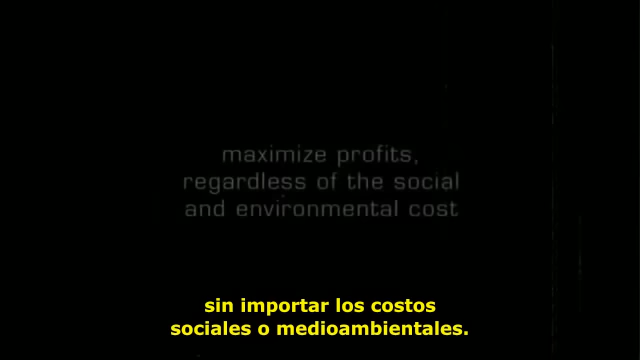 maximize profits,
regardless of the social
and environmental cost
sin importar los costos
sociales o medioambientales.